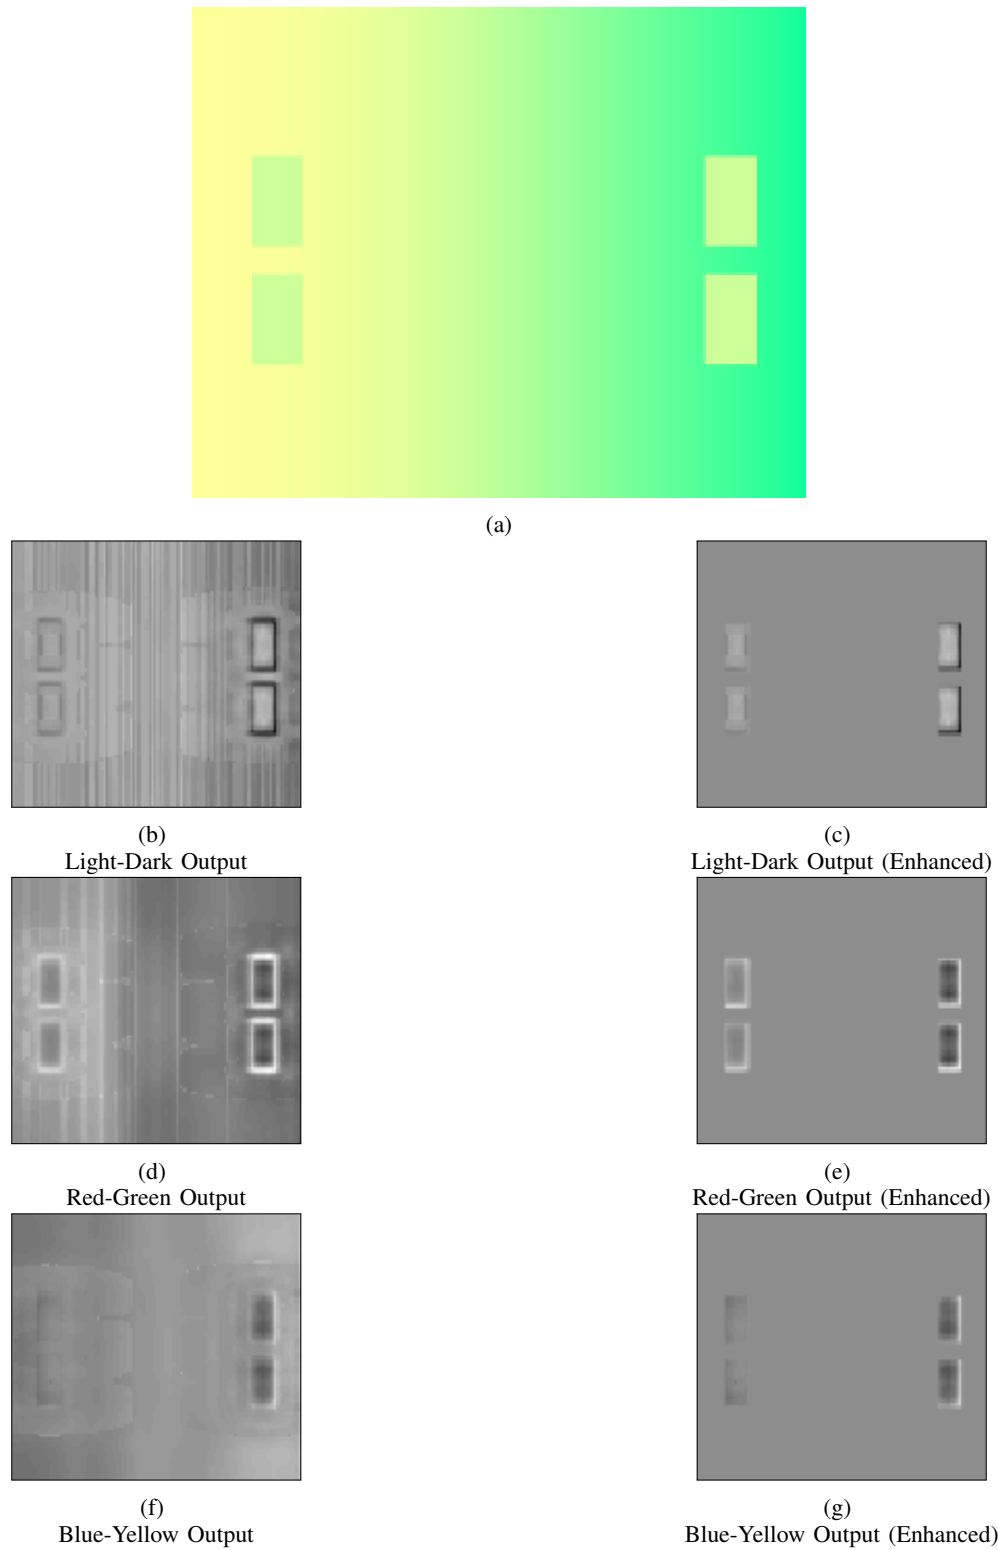 (a)
(b)
Light-Dark Output
(c)
Light-Dark Output (Enhanced)
(d)
Red-Green Output
(e)
Red-Green Output (Enhanced)
(f)
Blue-Yellow Output
(g)
Blue-Yellow Output (Enhanced)